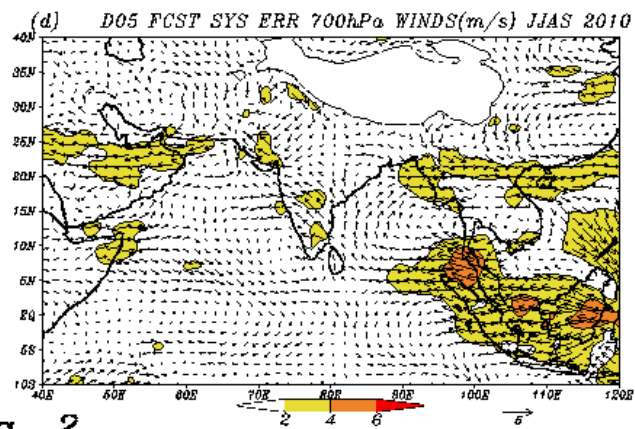 (d) D05 FCST SYS ERR 700hPa WINDS(m/s) JJAS 2010
40N
35N
30N
25N
20N
15N
10N
5N
EQ
5S
10S
40E 50E 60E 70E 80E 90E 100E 110E 120E
2 4 6
6